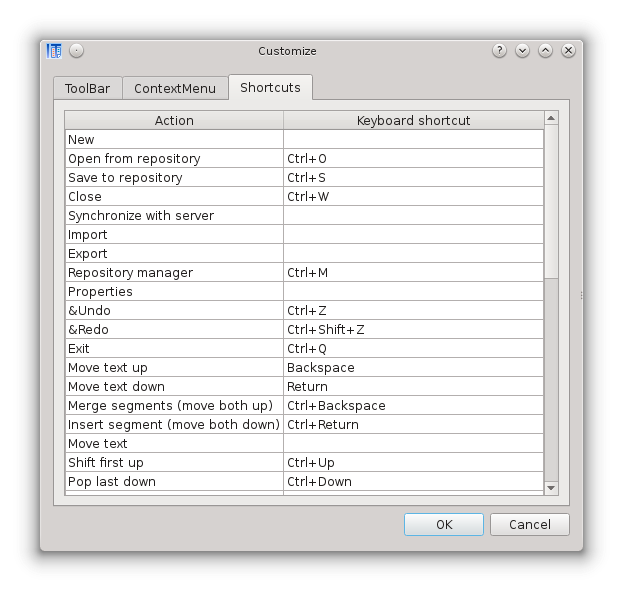 Customize
ToolBar ContextMenu Shortcuts
Action Keyboard shortcut
New
Open from repository Ctrl+O
Save to repository Ctrl+S
Close Ctrl+W
Synchronize with server
Import
Export
Repository manager Ctrl+M
Properties
&Undo Ctrl+Z
&Redo Ctrl+Shift+Z
Exit Ctrl+Q
Move text up Backspace
Move text down Return
Merge segments (move both up) Ctrl+Backspace
Insert segment (move both down) Ctrl+Return
Move text
Shift first up Ctrl+Up
Pop last down Ctrl+Down
OK Cancel